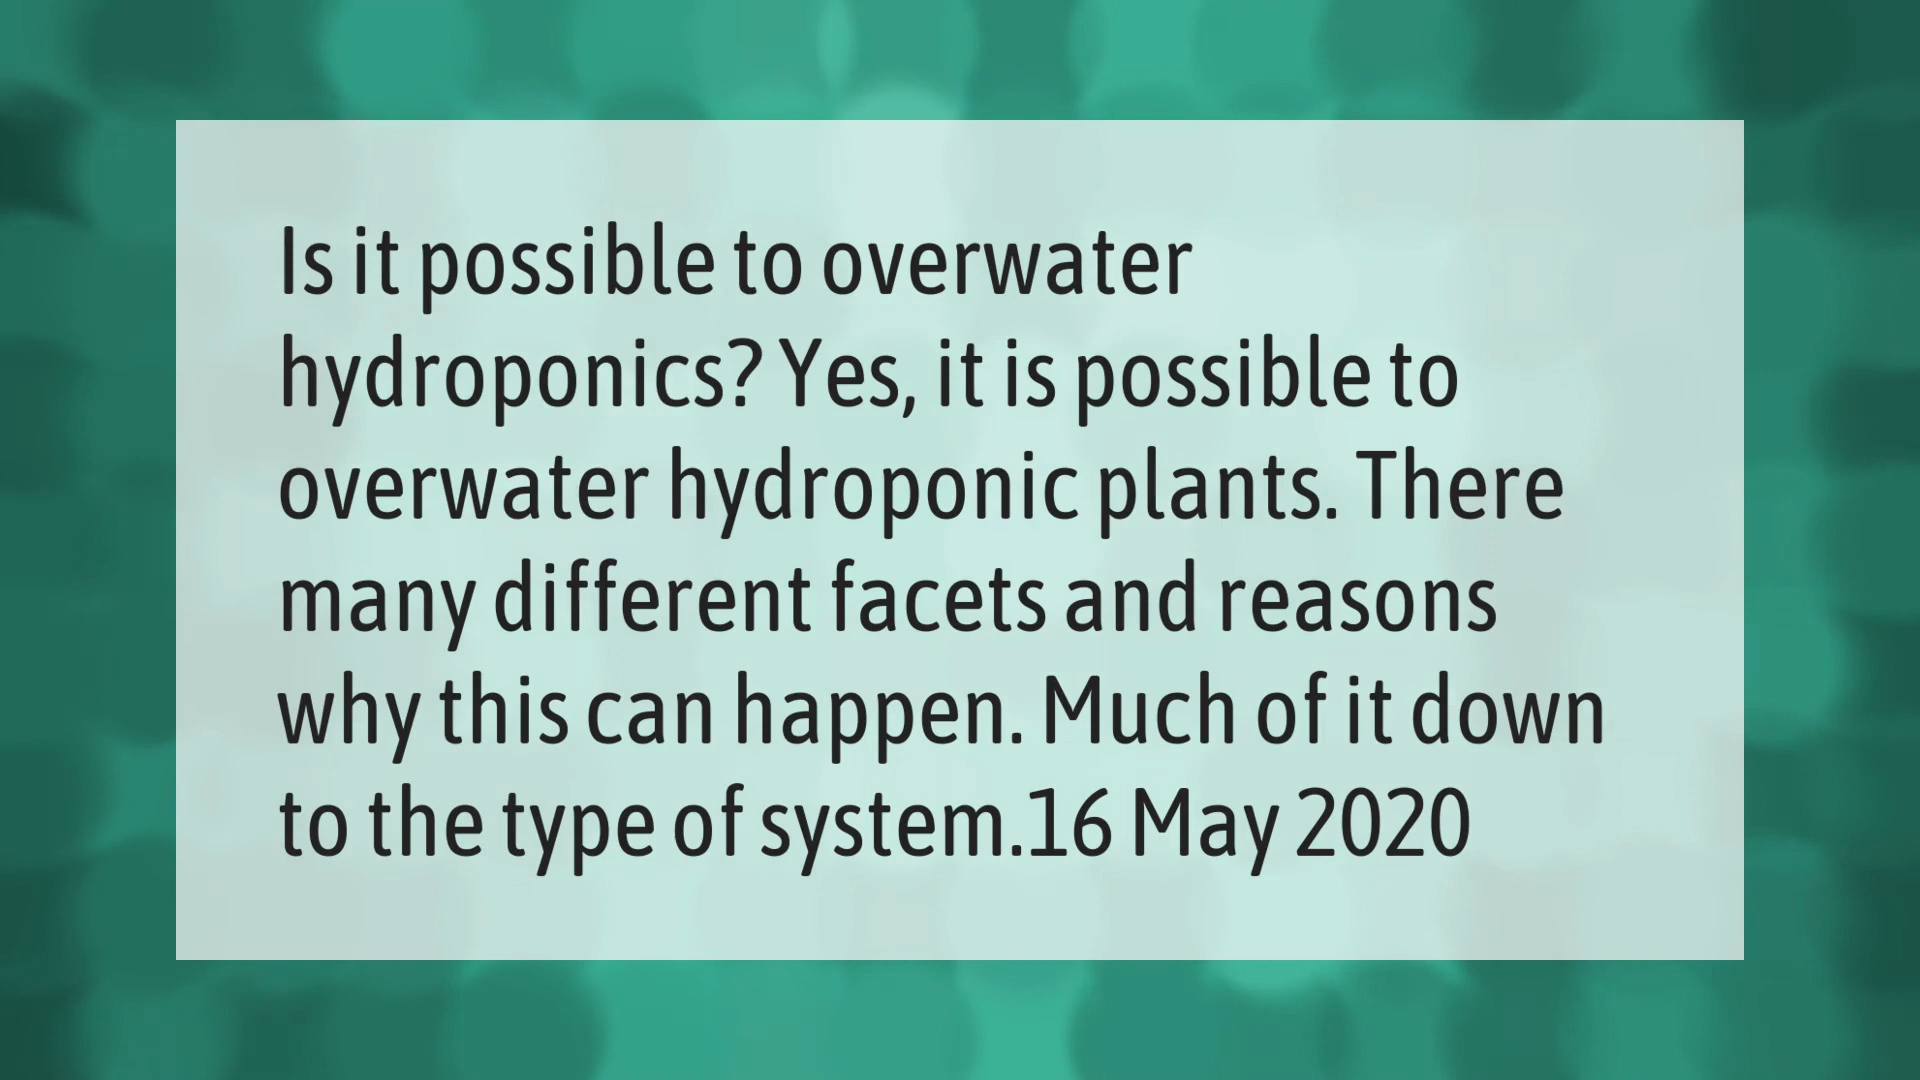 Is it possible to overwater
hydroponics? Yes, it is possible to
overwater hydroponic plants. There
many different facets and reasons
why this can happen. Much of it down
to the type of system.16 May 2020